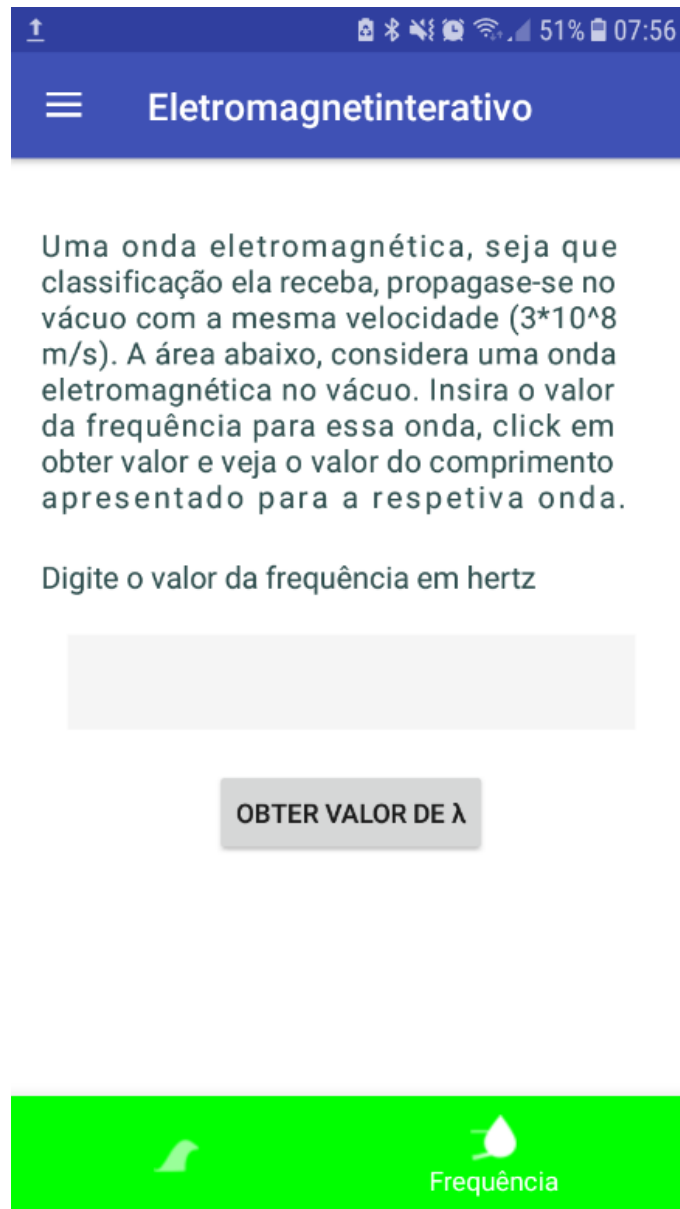 51% 07:56
Eletromagnetinterativo
Uma onda eletromagnética, seja que
classificação ela receba, propagase-se no
vácuo com a mesma velocidade (3*10^8
m/s). A área abaixo, considera uma onda
eletromagnética no vácuo. Insira o valor
da frequência para essa onda, click em
obter valor e veja o valor do comprimento
apresentado para a respetiva onda.
Digite o valor da frequência em hertz
OBTER VALOR DE λ
Frequência